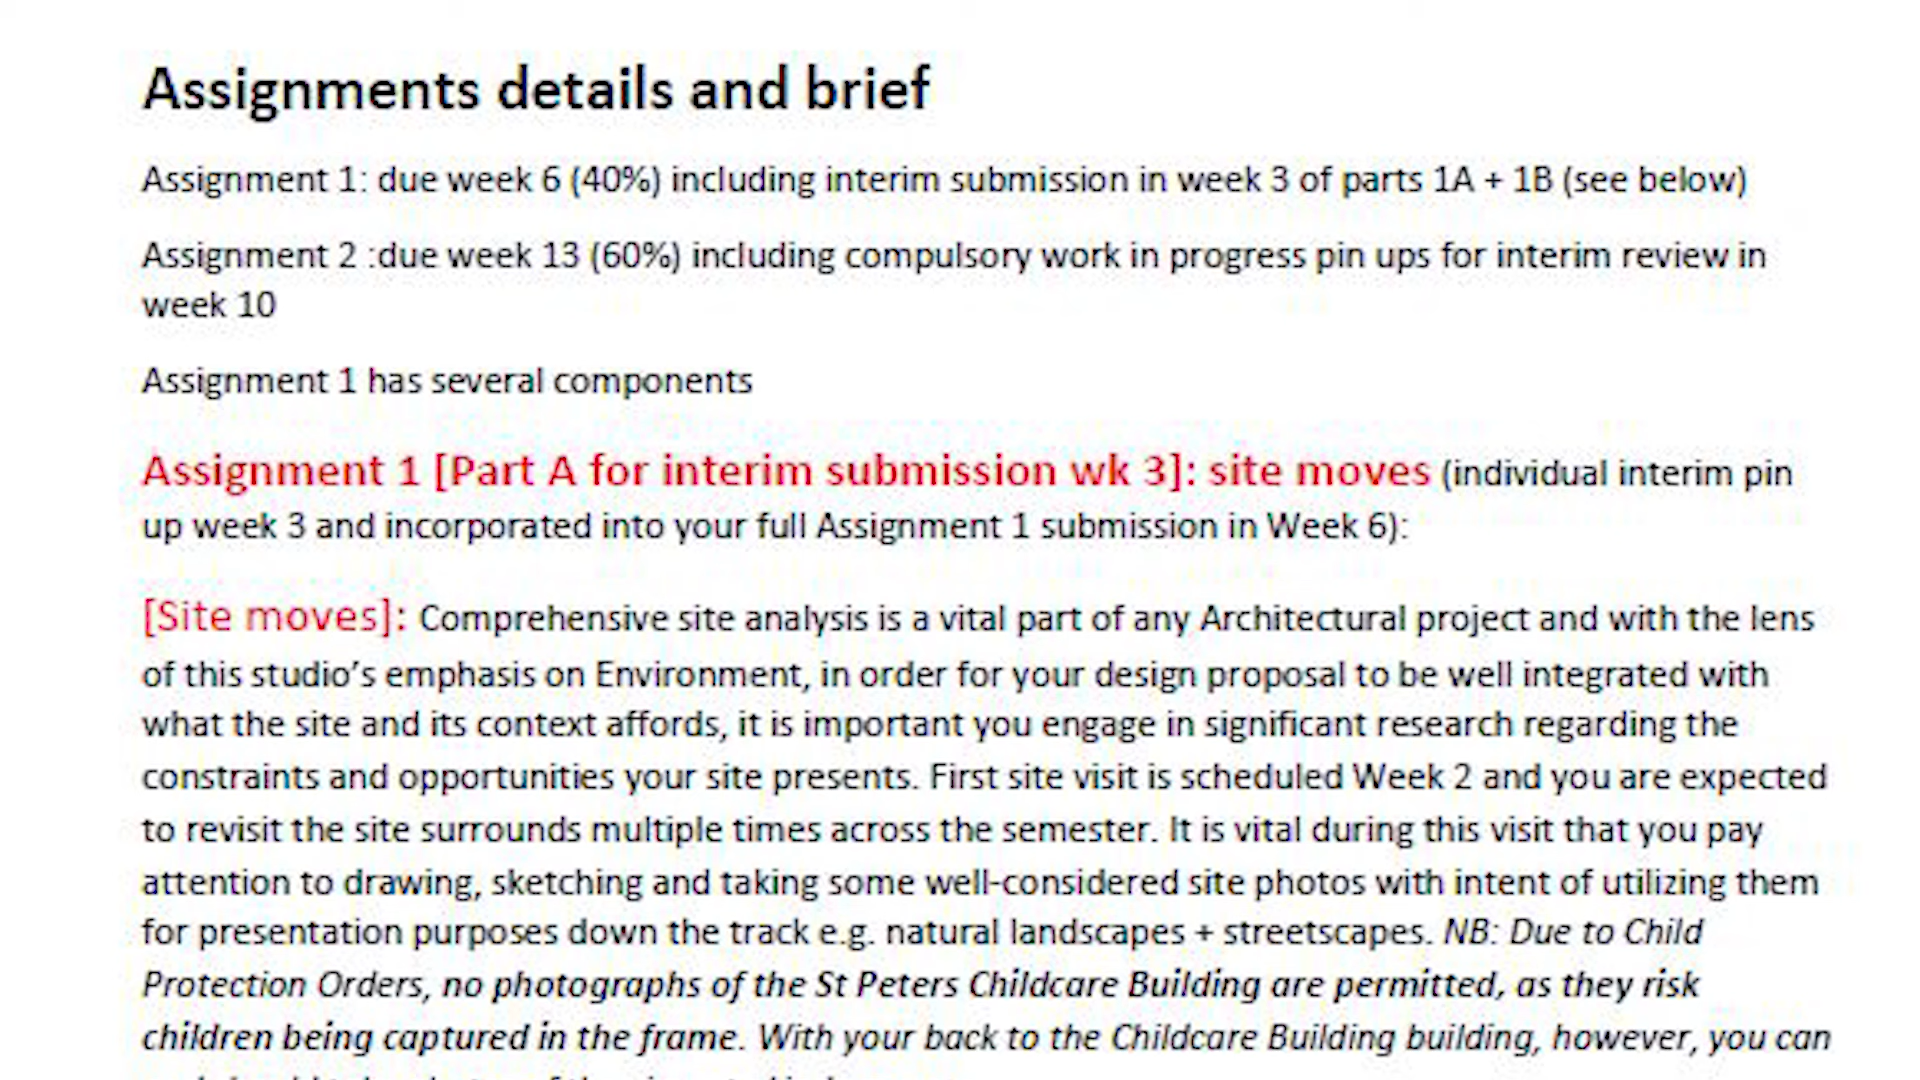 Assignments details and brief
Assignment 1: due week 6 (40%) including interim submission in week 3 of parts 1A + 1B (see below)
Assignment 2 :due week 13 (60%) including compulsory work in progress pin ups for interim review in
week 10
Assignment 1 has several components
Assignment 1 [Part A for interim submission wk 3]: site moves (individual interim pin
up week 3 and incorporated into your full Assignment 1 submission in Week 6):
[Site moves]: Comprehensive site analysis is a vital part of any Architectural project and with the lens
of this studio’s emphasis on Environment, in order for your design proposal to be well integrated with
what the site and its context affords, it is important you engage in significant research regarding the
constraints and opportunities your site presents. First site visit is scheduled Week 2 and you are expected
to revisit the site surrounds multiple times across the semester. It is vital during this visit that you pay
attention to drawing, sketching and taking some well-considered site photos with intent of utilizing them
for presentation purposes down the track e.g. natural landscapes + streetscapes. NB: Due to Child
Protection Orders, no photographs of the St Peters Childcare Building are permitted, as they risk
children being captured in the frame. With your back to the Childcare Building building, however, you can